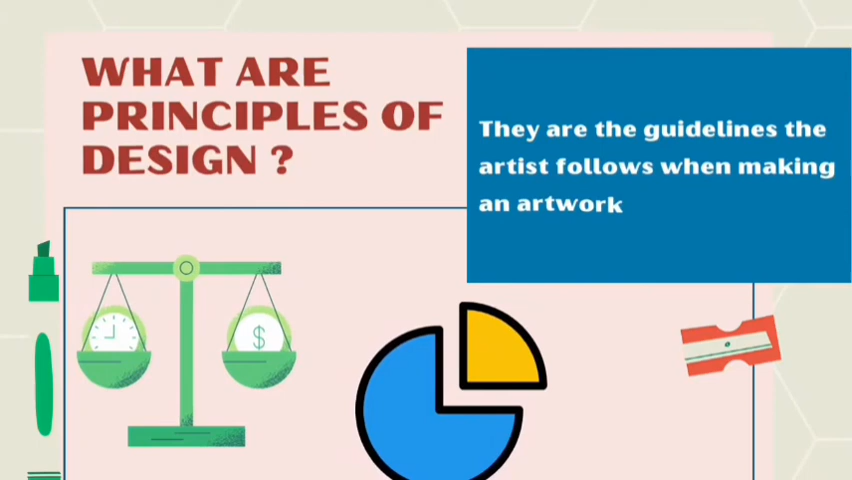 WHAT ARE
PRINCIPLES OF
DESIGN ?
They are the guidelines the
artist follows when making
an artwork
$